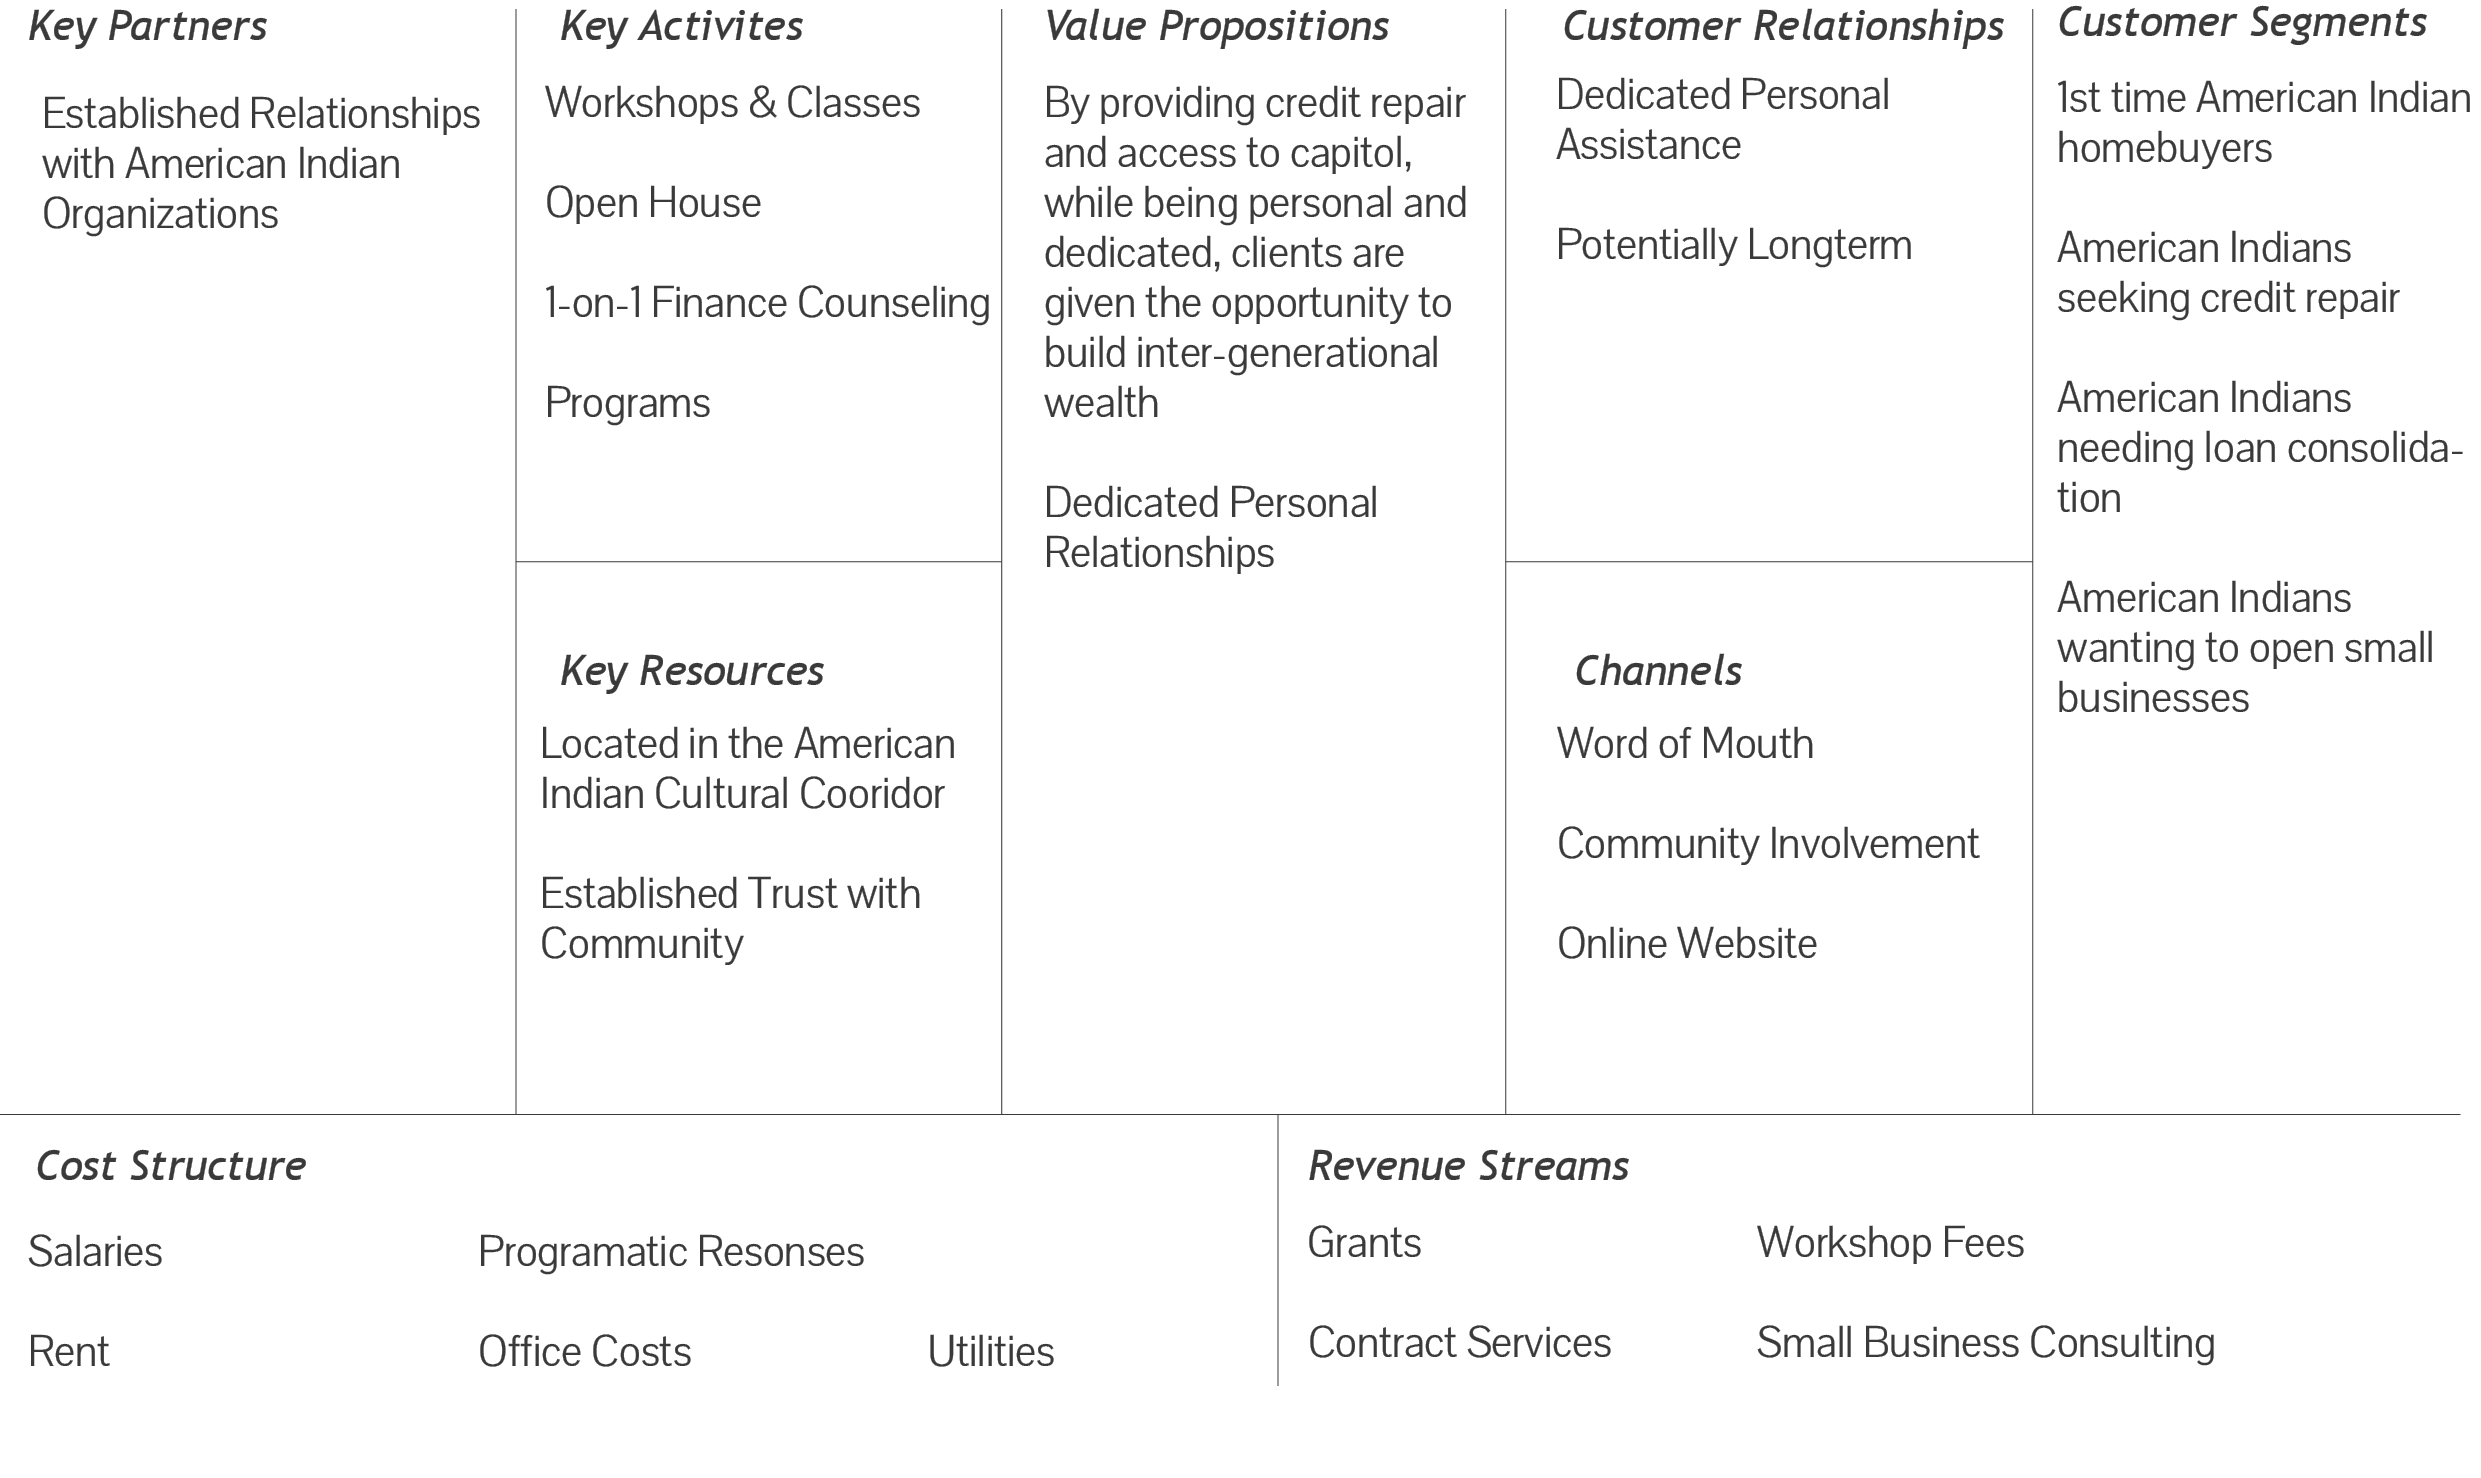 Key Partners
Established Relationships
with American Indian
Organizations
Key Activites
Workshops & Classes
Open House
1-on-1 Finance Counseling
Programs
Key Resources
Located in the American
Indian Cultural Cooridor
Established Trust with
Community
Value Propositions
By providing credit repair
and access to capitol,
while being personal and
dedicated, clients are
given the opportunity to
build inter-generational
wealth
Dedicated Personal
Relationships
Customer Relationships
Dedicated Personal
Assistance
Potentially Longterm
Channels
Word of Mouth
Community Involvement
Online Website
Customer Segments
1st time American Indian
homebuyers
American Indians
seeking credit repair
American Indians
needing loan consolida-
tion
American Indians
wanting to open small
businesses
Cost Structure
Salaries
Programatic Resonses
Rent
Office Costs
Utilities
Revenue Streams
Grants
Workshop Fees
Contract Services
Small Business Consulting